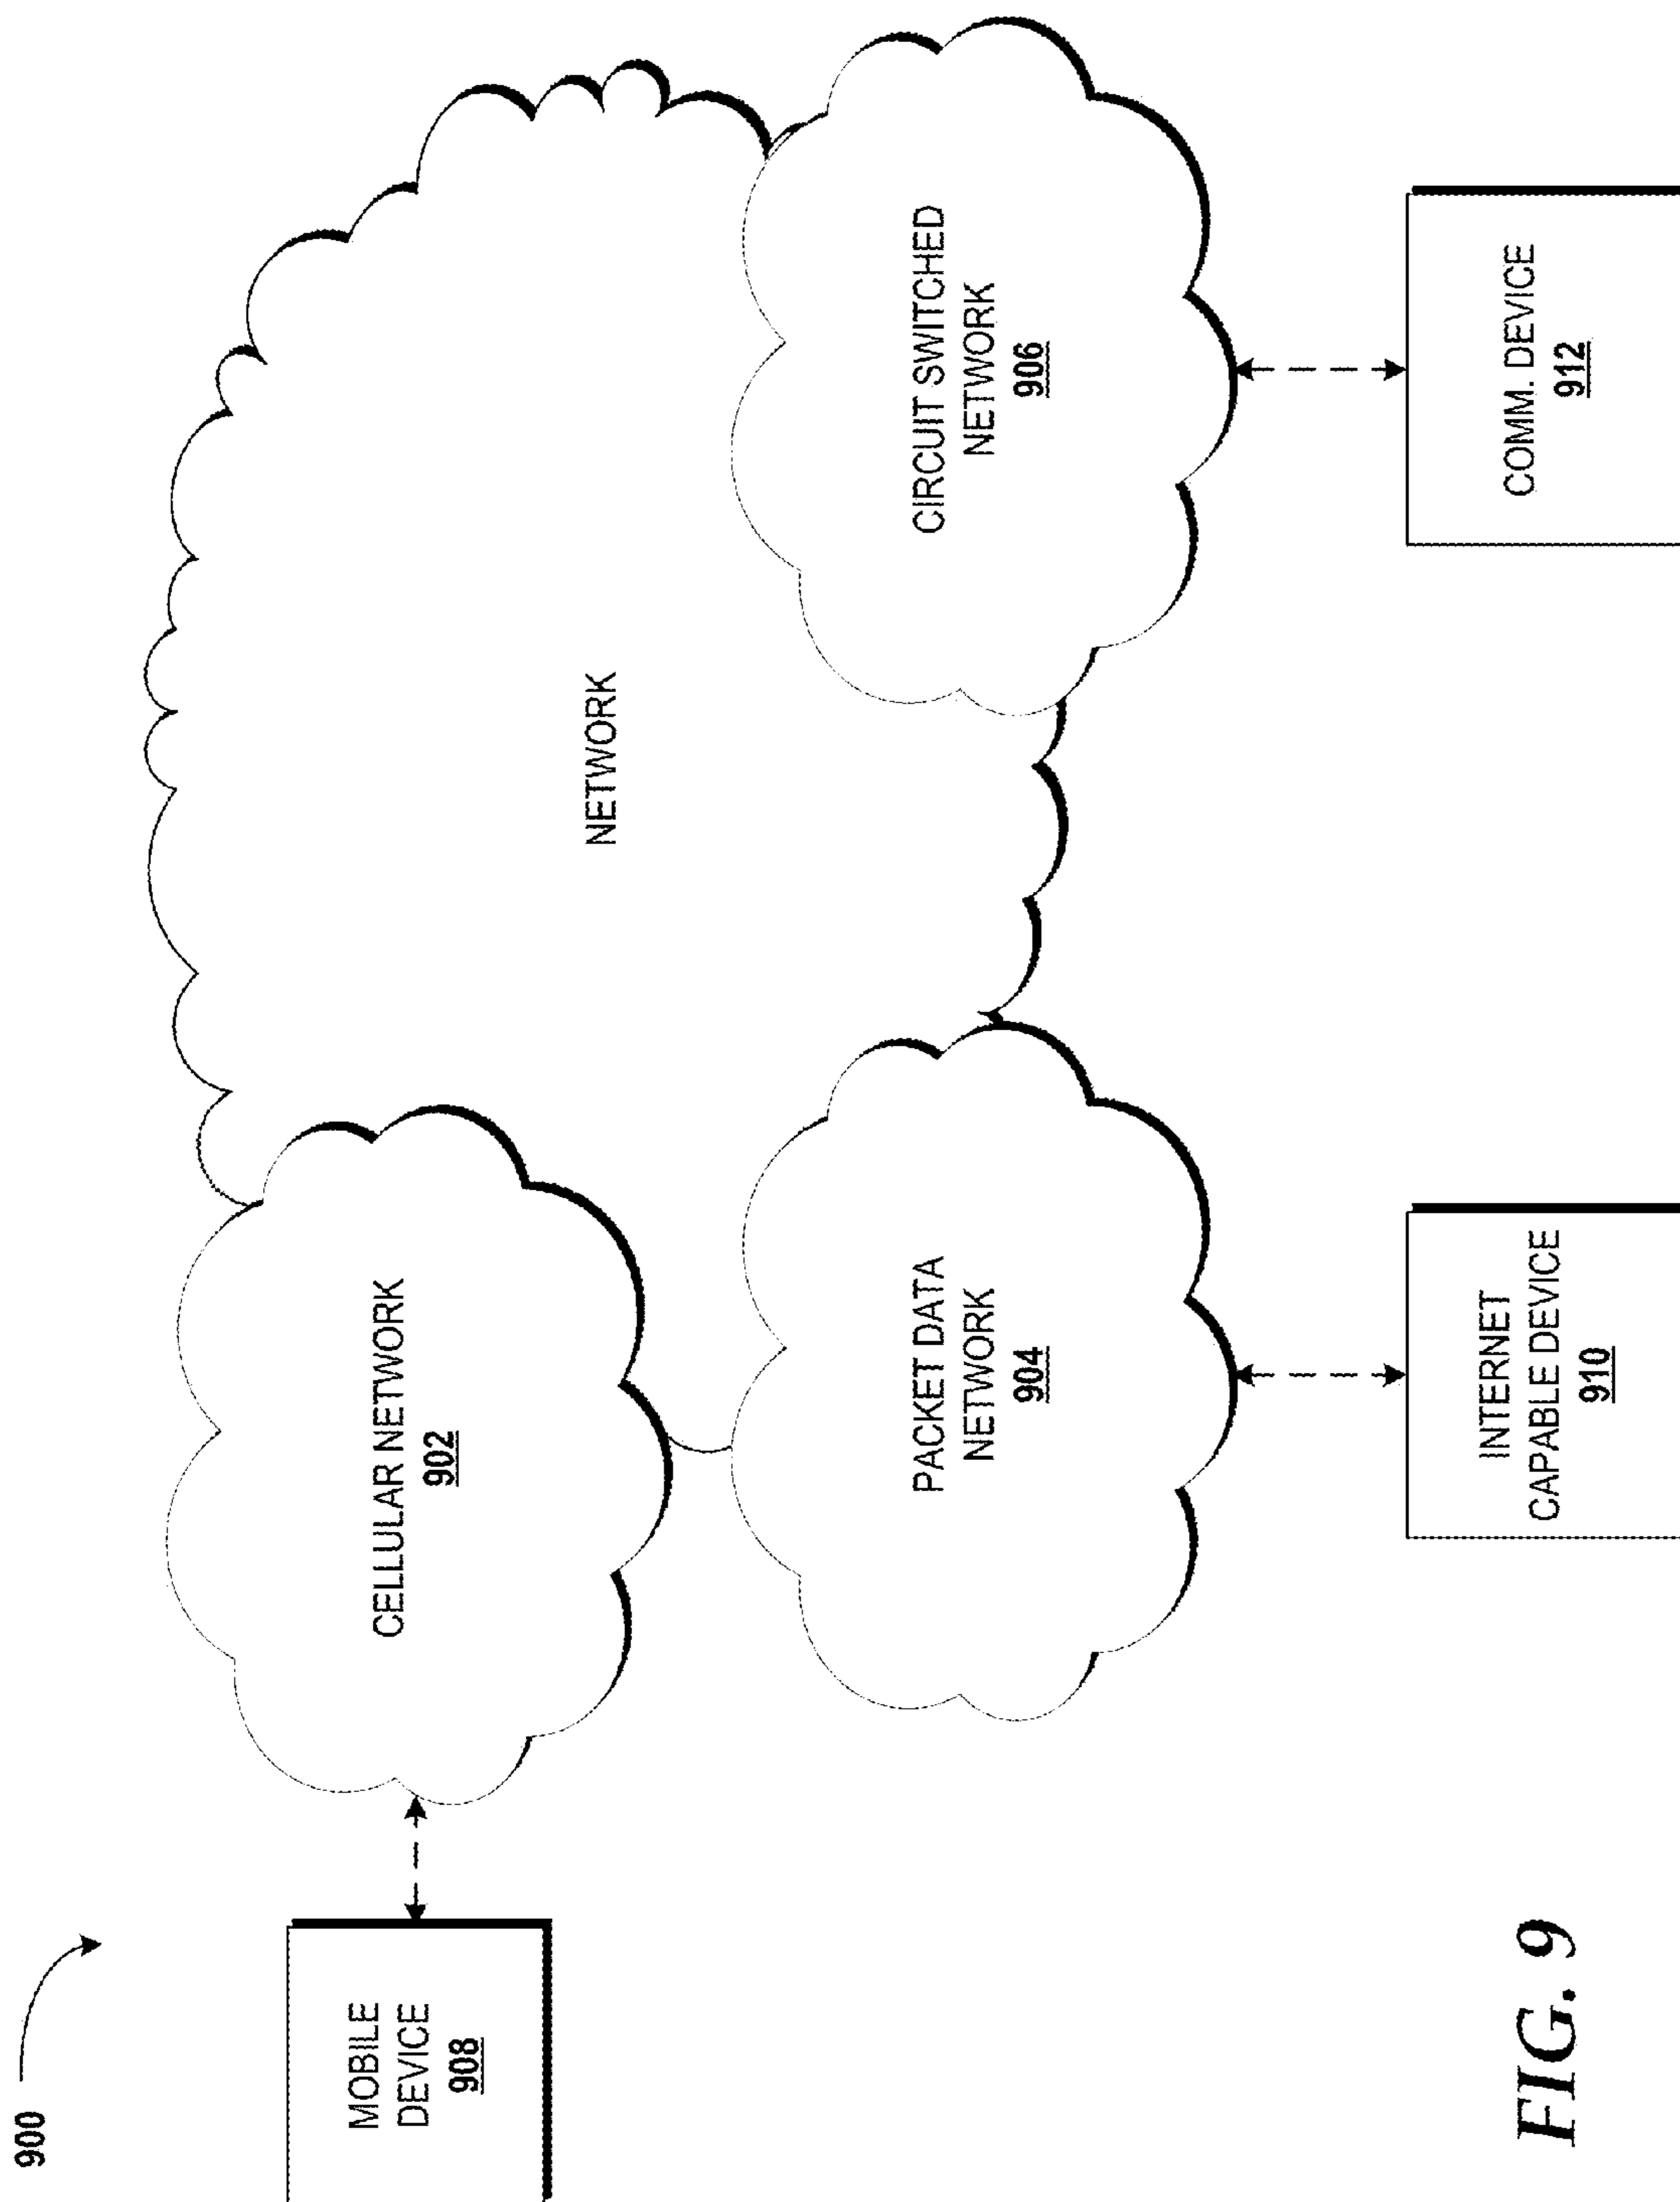 900
MOBILE
DEVICE
908
CELLULAR NETWORK
902
NETWORK
PACKET DATA
NETWORK
904
CIRCUIT SWITCHED
NETWORK
906
INTERNET
CAPABLE DEVICE
910
COMM. DEVICE
912
FIG. 9